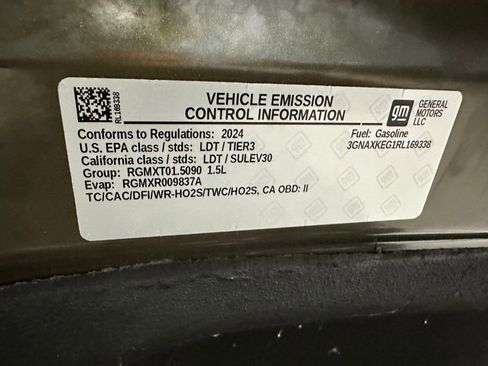 RL169338
VEHICLE EMISSION
CONTROL INFORMATION
gm
GENERAL
MOTORS
LLC
Conforms to Regulations: 2024
Fuel: Gasoline
U.S. EPA class / stds: LDT / TIER3
3GNAXKEG1RL169338
California class / stds: LDT / SULEV30
Group: RGMXT01.5090 1.5L
Evap: RGMXR009837A
TC/CAC/DFI/WR-HO2S/TWC/HO2S, CA OBD: II